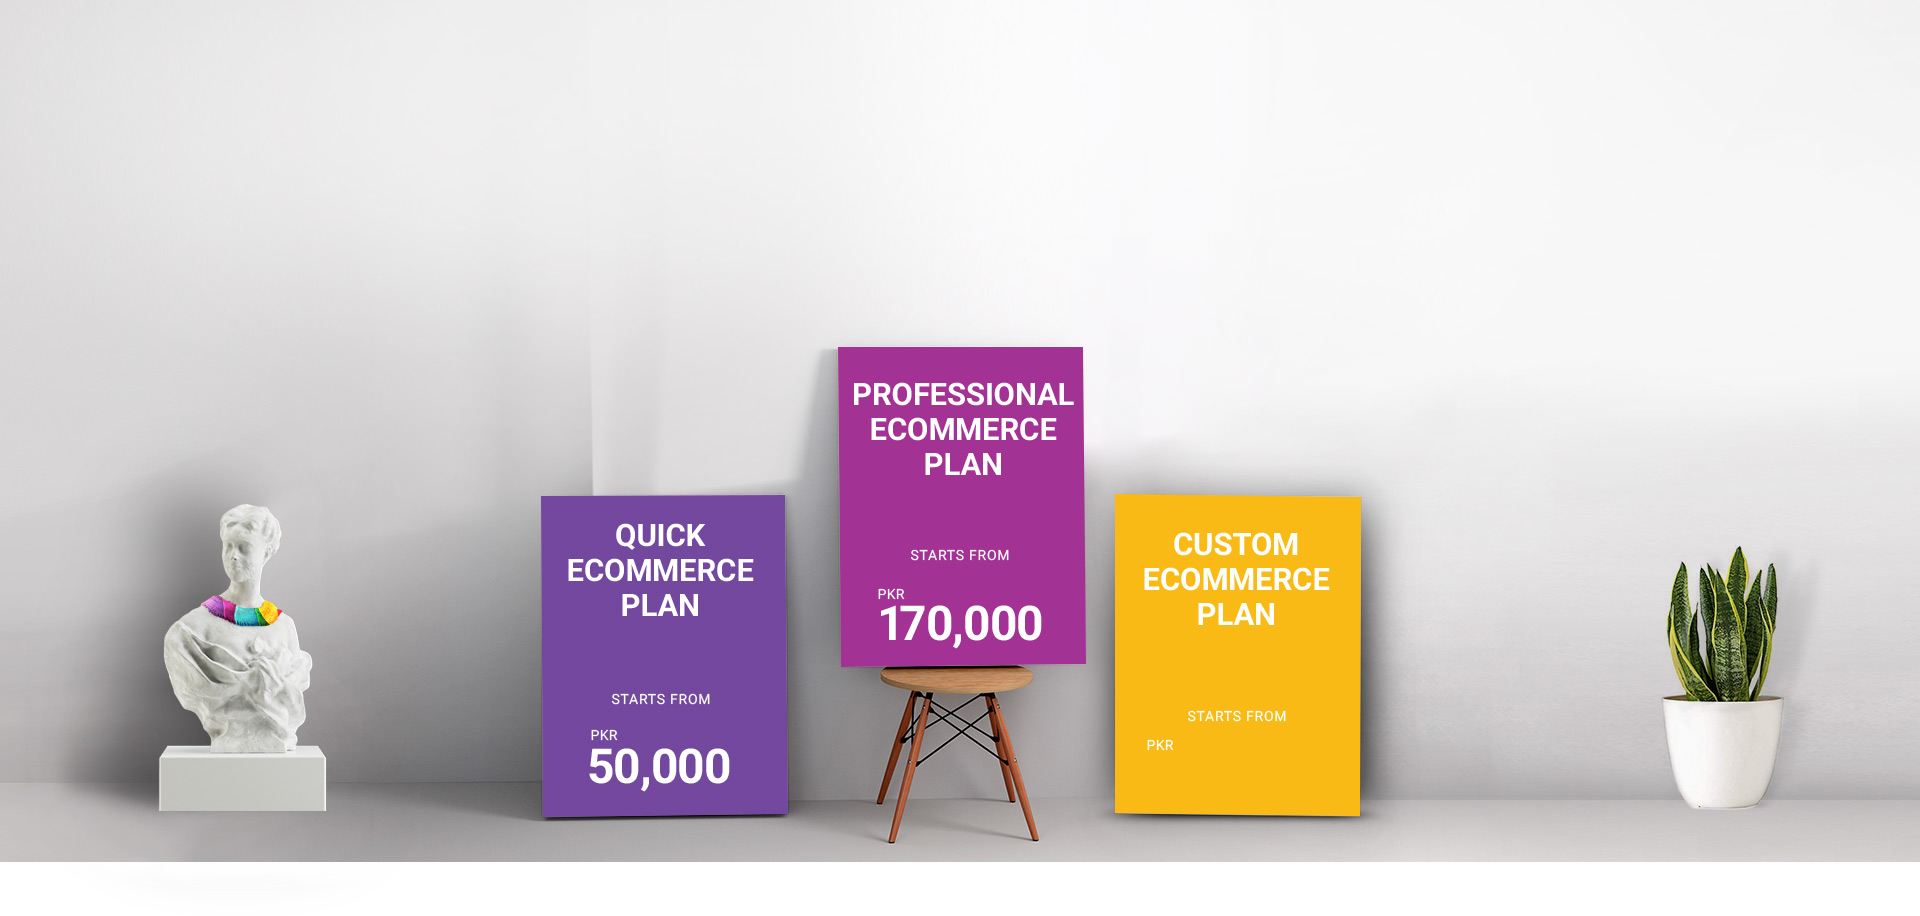 QUICK
ECOMMERCE
PLAN
STARTS FROM
PKR
50,000
PROFESSIONAL
ECOMMERCE
PLAN
STARTS FROM
PKR
170,000
CUSTOM
ECOMMERCE
PLAN
STARTS FROM
PKR